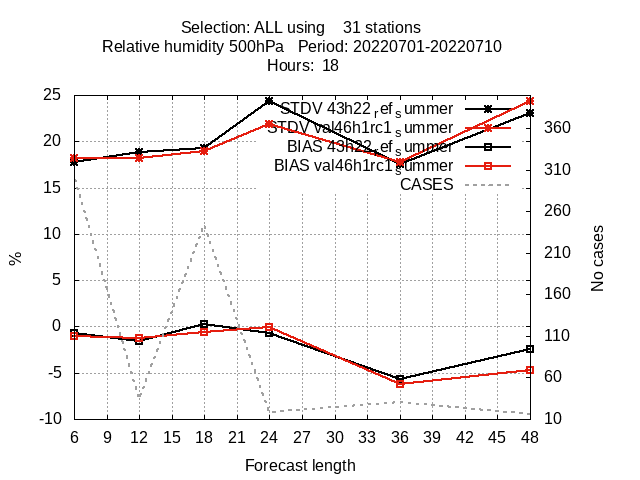 Selection: ALL using 31 stations
Relative humidity 500hPa Period: 20220701-20220710
Hours: 18
STDV 43h22ref_summer
STDV val46h1rc1_summer
BIAS 43h22ref_summer
BIAS val46h1rc1_summer
CASES
25
20
15
10
5
0
-5
-10
%
360
310
260
210
160
110
60
10
No cases
6 9 12 15 18 21 24 27 30 33 36 39 42 45 48
Forecast length